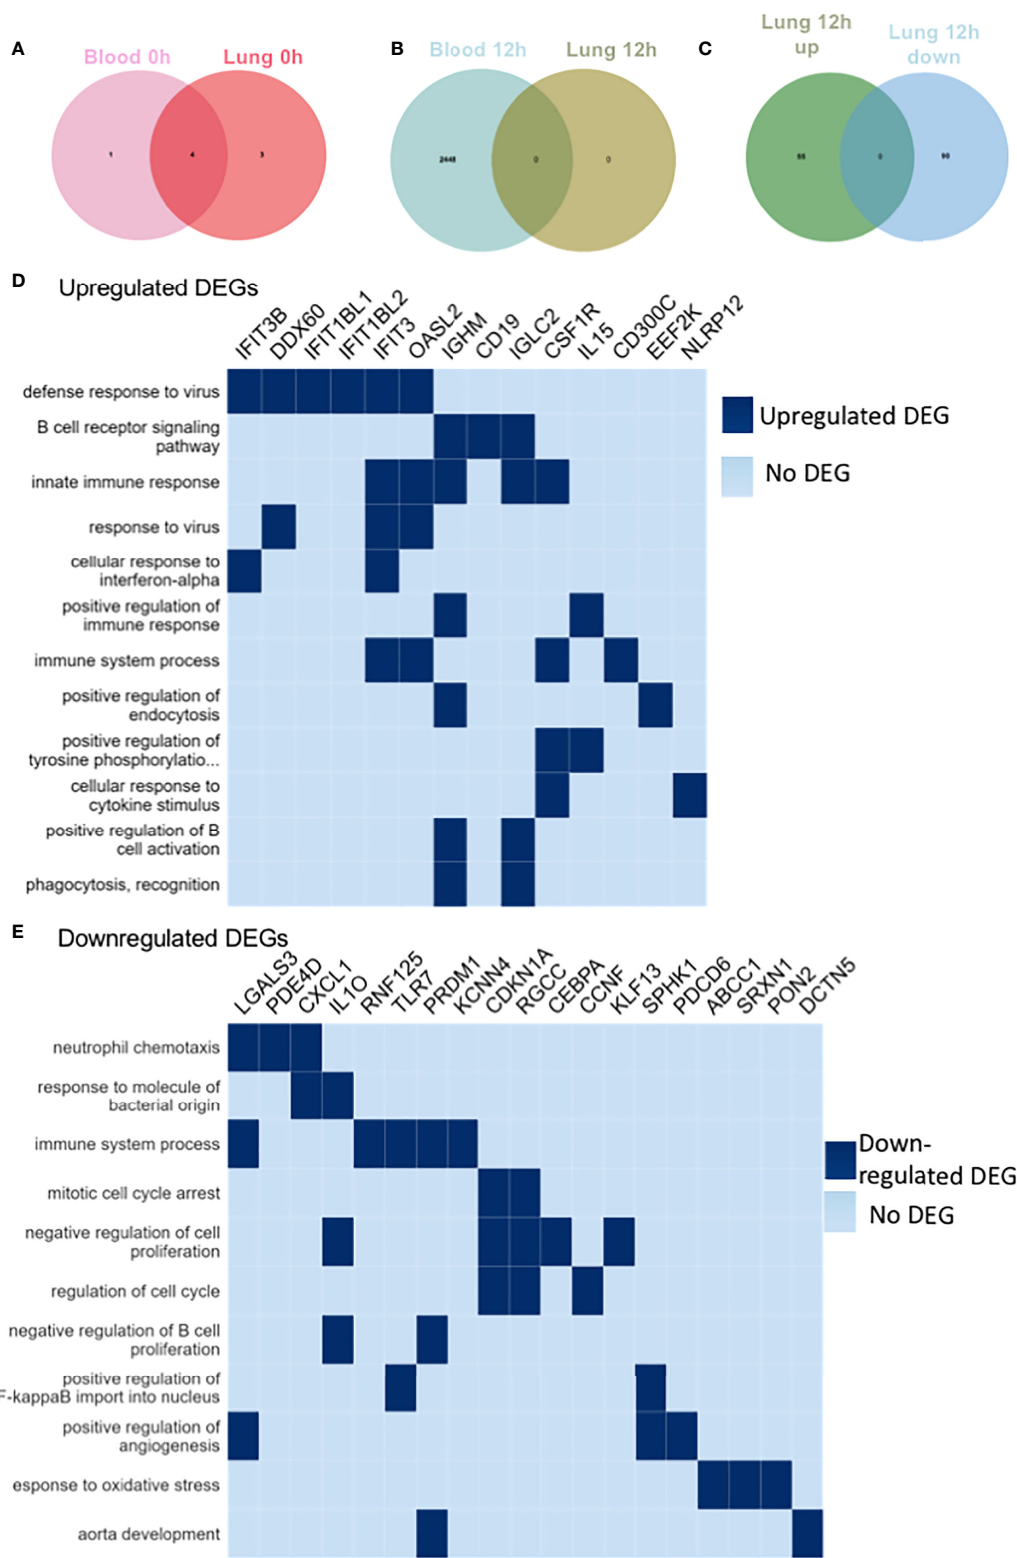 A
Blood 0h
Lung 0h
1
4
3
B
Blood 12h
Lung 12h
2448
0
0
C
Lung 12h
up
Lung 12h
down
0
90
D
Upregulated DEGs
IFIT3B
DDX60
IFIT1BL1
IFIT1BL2
IFIT3
OASL2
IGHM
CD19
IGLC2
CSF1R
IL15
CD300C
EEF2K
NLRP12
defense response to virus
B cell receptor signaling
pathway
innate immune response
response to virus
cellular response to
interferon-alpha
positive regulation of
immune response
immune system process
positive regulation of
endocytosis
positive regulation of
tyrosine phosphorylatio...
cellular response to
cytokine stimulus
positive regulation of B
cell activation
phagocytosis, recognition
Upregulated DEG
No DEG
E
Downregulated DEGs
LGALS3
PDE4D
CXCL1
IL1O
RNF125
TLR7
PRDM1
KCNN4
CDKN1A
RGCC
CEBPA
CCNF
KLF13
SPHK1
PDCD6
ABCC1
SRXN1
PON2
DCTN5
neutrophil chemotaxis
response to molecule of
bacterial origin
immune system process
mitotic cell cycle arrest
negative regulation of cell
proliferation
regulation of cell cycle
negative regulation of B cell
proliferation
positive regulation of
F-kappaB import into nucleus
positive regulation of
angiogenesis
esponse to oxidative stress
aorta development
Down-
regulated DEG
No DEG